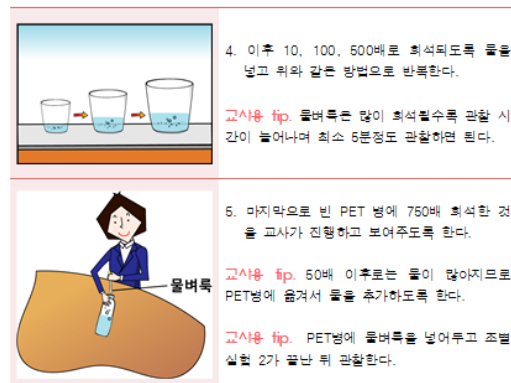 4. 이후 10, 100, 500배로 희석되도록 물을
넣고 위와 같은 방법으로 반복한다.
교사용 tip. 물벼룩은 많이 희석될수록 관찰 시
간이 늘어나며 최소 5분정도 관찰하면 된다.
5. 마지막으로 빈 PET 병에 750배 희석한 것
을 교사가 진행하고 보여주도록 한다.
물벼룩
교사용 tip. 50배 이후로는 물이 많아지므로
PET병에 옮겨서 물을 추가하도록 한다.
교사용 tip. PET병에 물벼룩을 넣어두고 조별
실험 2가 끝난 뒤 관찰한다.